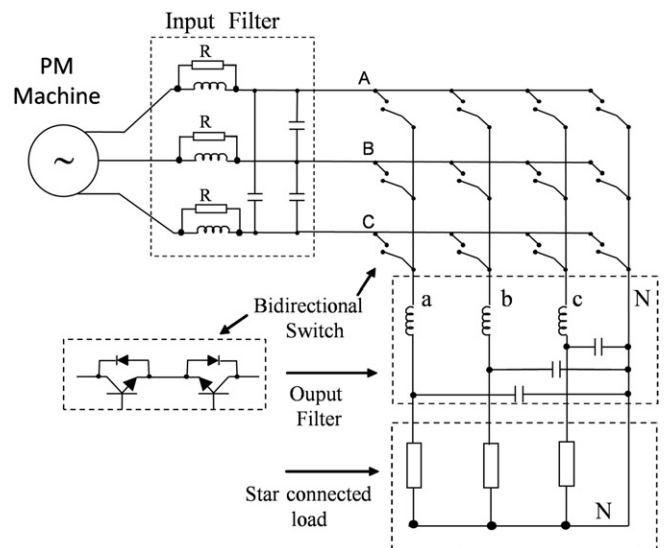 Input Filter
PM
Machine
R
R
R
~
A
B
C
a
b
c
N
Bidirectional
Switch
Ouput
Filter
Star connected
load
N